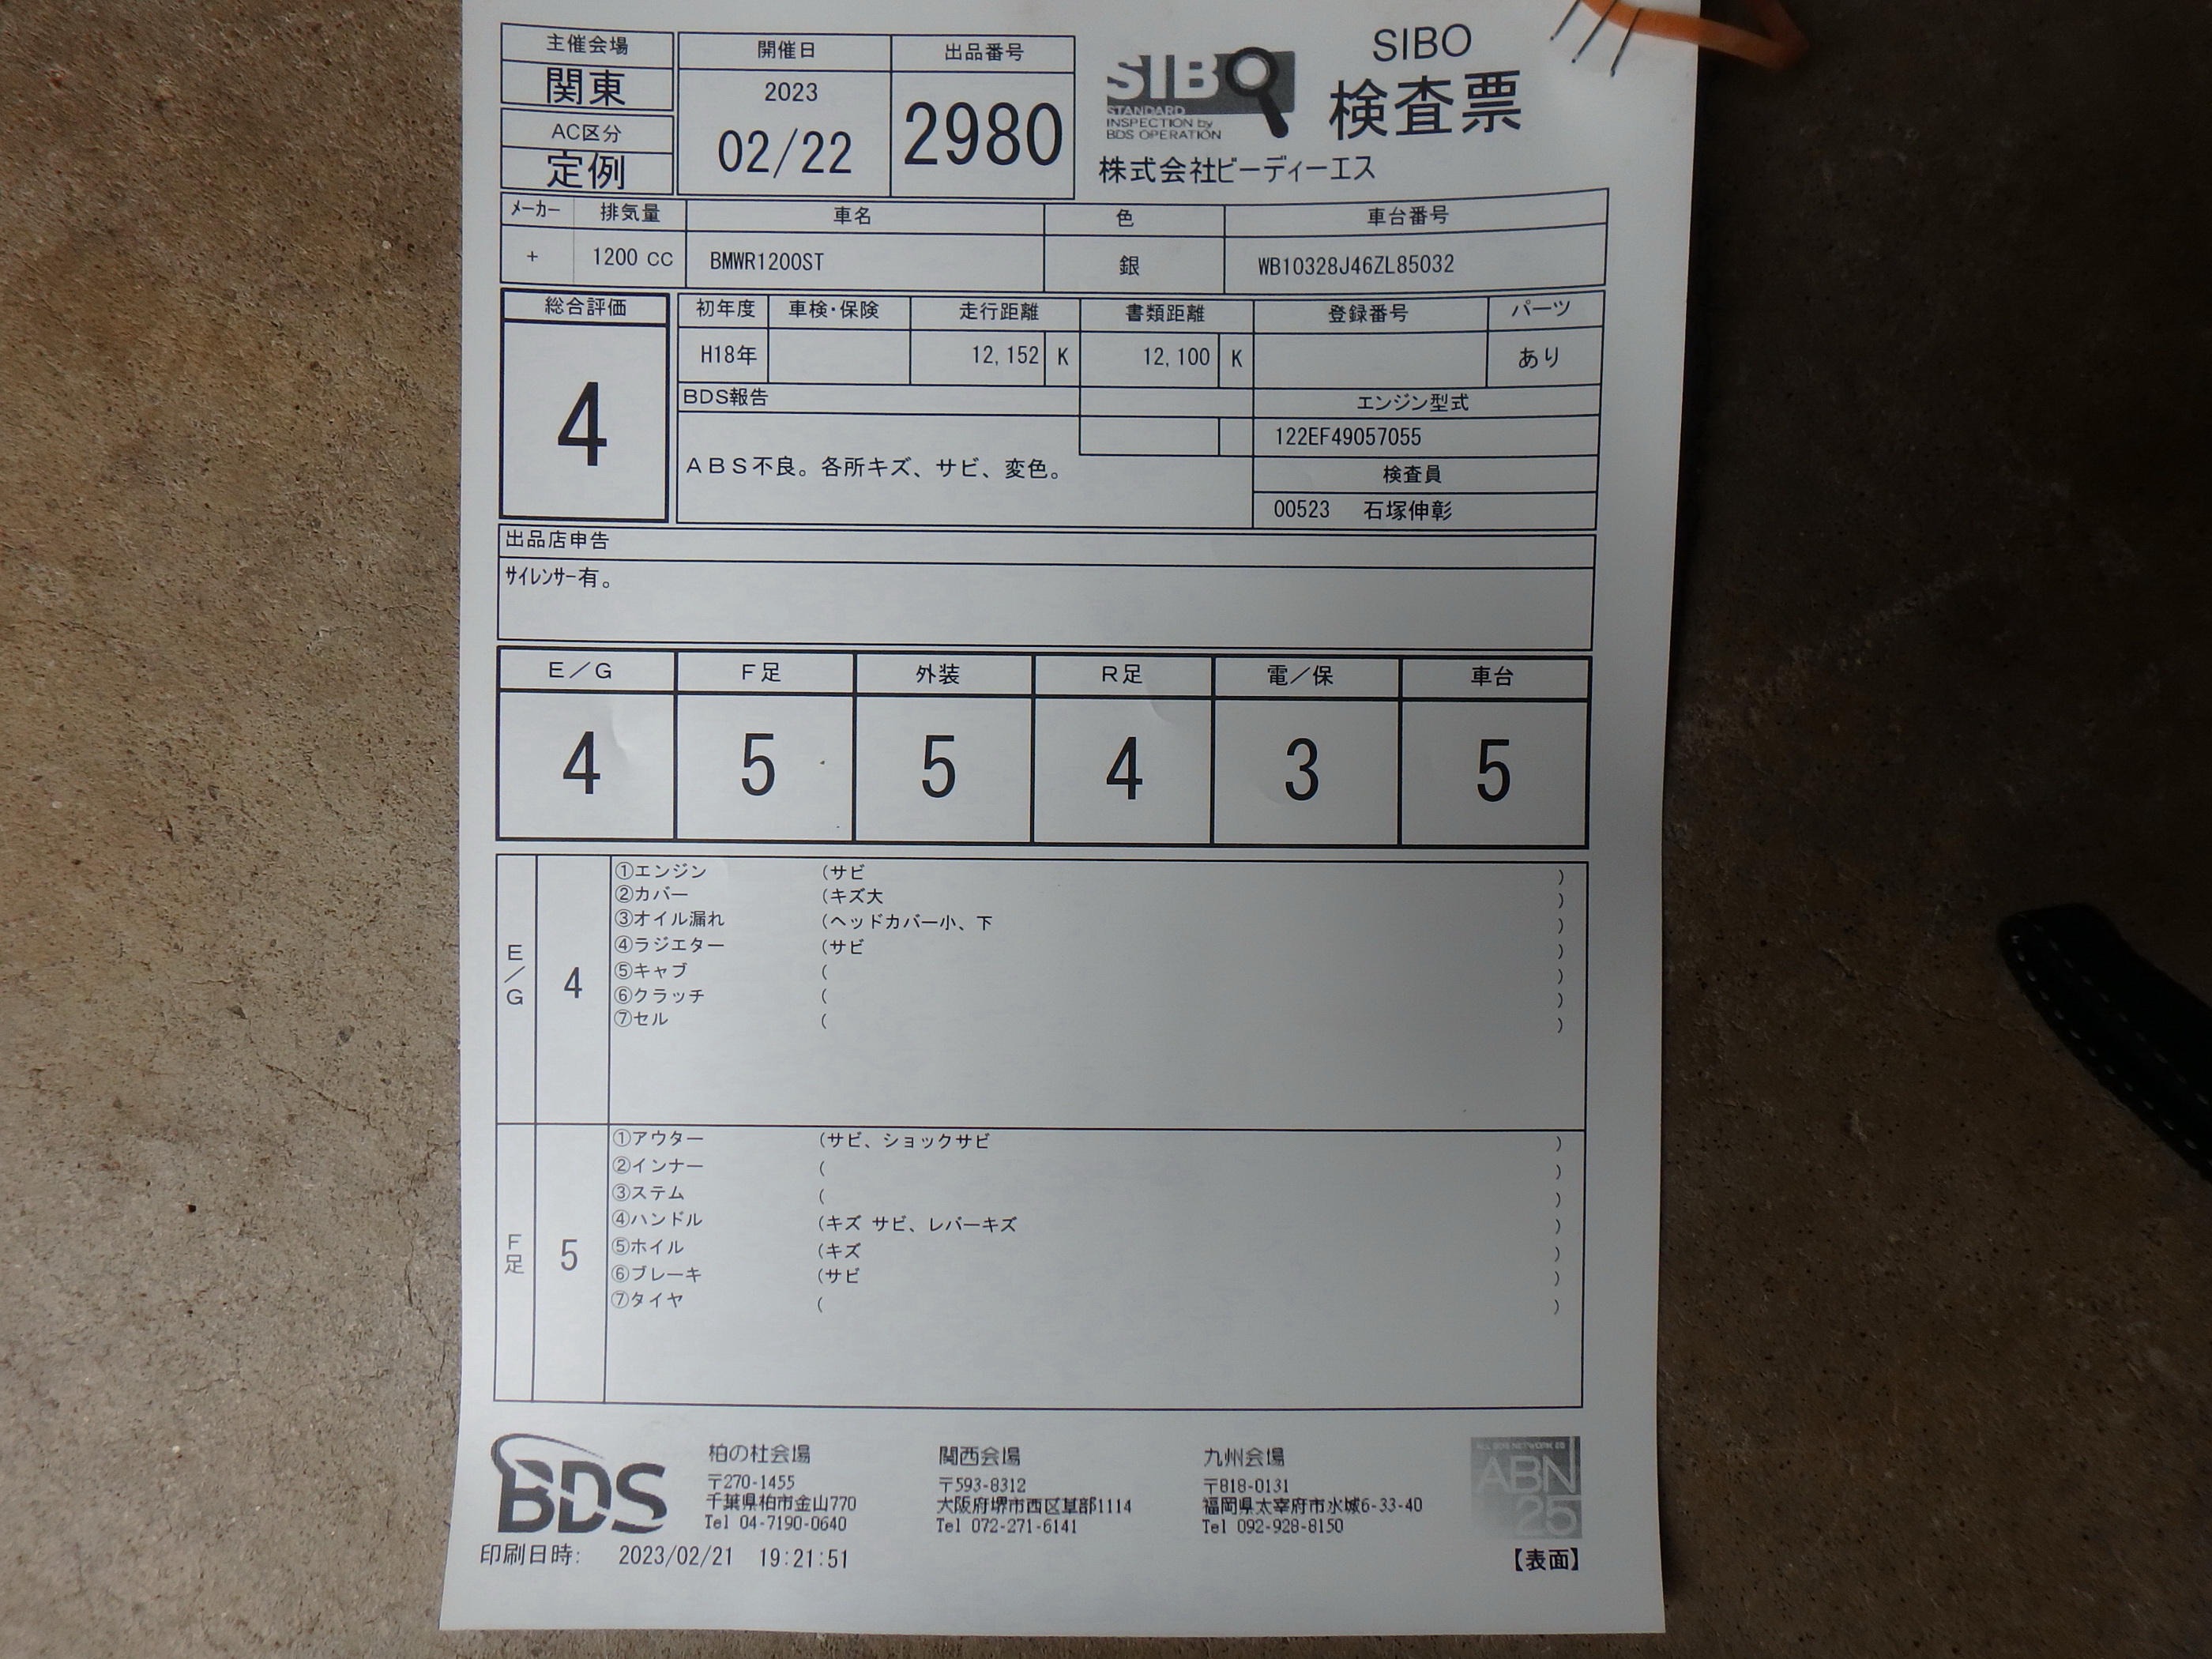 主催会場
関東
AC区分
定例
開催日
2023
02/22
出品番号
2980
SIBO
STANDARD
INSPECTION by
BDS OPERATION
SIBO
検査票
株式会社ビーディーエス
メーカー 排気量 車名 色 車台番号
+ 1200 CC BMWR1200ST 銀 WB10328J46ZL85032
総合評価
4
初年度 車検・保険 走行距離 書類距離 登録番号 パーツ
H18年 12,152 K 12,100 K あり
BDS報告
エンジン型式
122EF49057055
ABS不良。各所キズ、サビ、変色。
検査員
00523 石塚伸彰
出品店申告
サイレンサー有。
E/G F足 外装 R足 電/保 車台
4 5 5 4 3 5
E/G 4
①エンジン (サビ )
②カバー (キズ大 )
③オイル漏れ (ヘッドカバー小、下 )
④ラジエター (サビ )
⑤キャブ ( )
⑥クラッチ ( )
⑦セル ( )
F足 5
①アウター (サビ、ショックサビ )
②インナー ( )
③ステム ( )
④ハンドル (キズ サビ、レバーキズ )
⑤ホイル (キズ )
⑥ブレーキ (サビ )
⑦タイヤ ( )
BDS
柏の杜会場
〒270-1455
千葉県柏市金山770
Tel 04-7190-0640
関西会場
〒593-8312
大阪府堺市西区草部1114
Tel 072-271-6141
九州会場
〒818-0131
福岡県太宰府市水城6-33-40
Tel 092-928-8150
ALL BDS NETWORK 25
ABN
25
印刷日時: 2023/02/21 19:21:51
【表面】